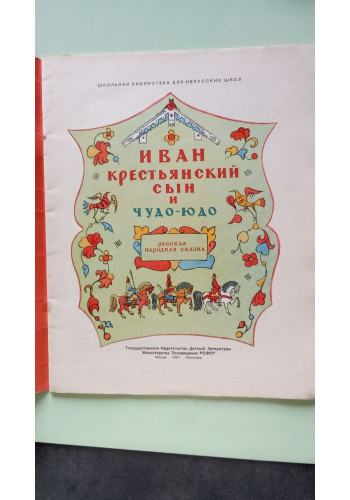 ШКОЛЬНАЯ БИБЛИОТЕКА ДЛЯ НЕРУССКИХ ШКОЛ
ИВАН
КРЕСТЬЯНСКИЙ
СЫН
И
ЧУДО-ЮДО
РУССКАЯ
НАРОДНАЯ СКАЗКА
Государственное Издательство Детской Литературы
Министерства Просвещения РСФСР
Москва Ленинград